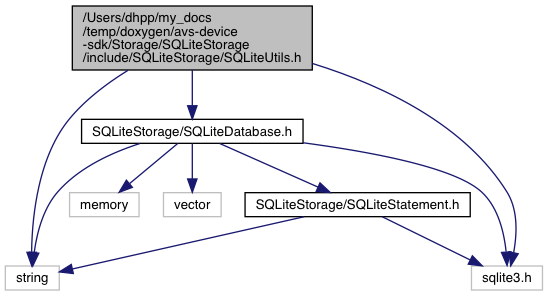 /Users/dhpp/my_docs
/temp/doxygen/avs-device
-sdk/Storage/SQLiteStorage
/include/SQLiteStorage/SQLiteUtils.h
SQLiteStorage/SQLiteDatabase.h
memory
vector
SQLiteStorage/SQLiteStatement.h
string
sqlite3.h